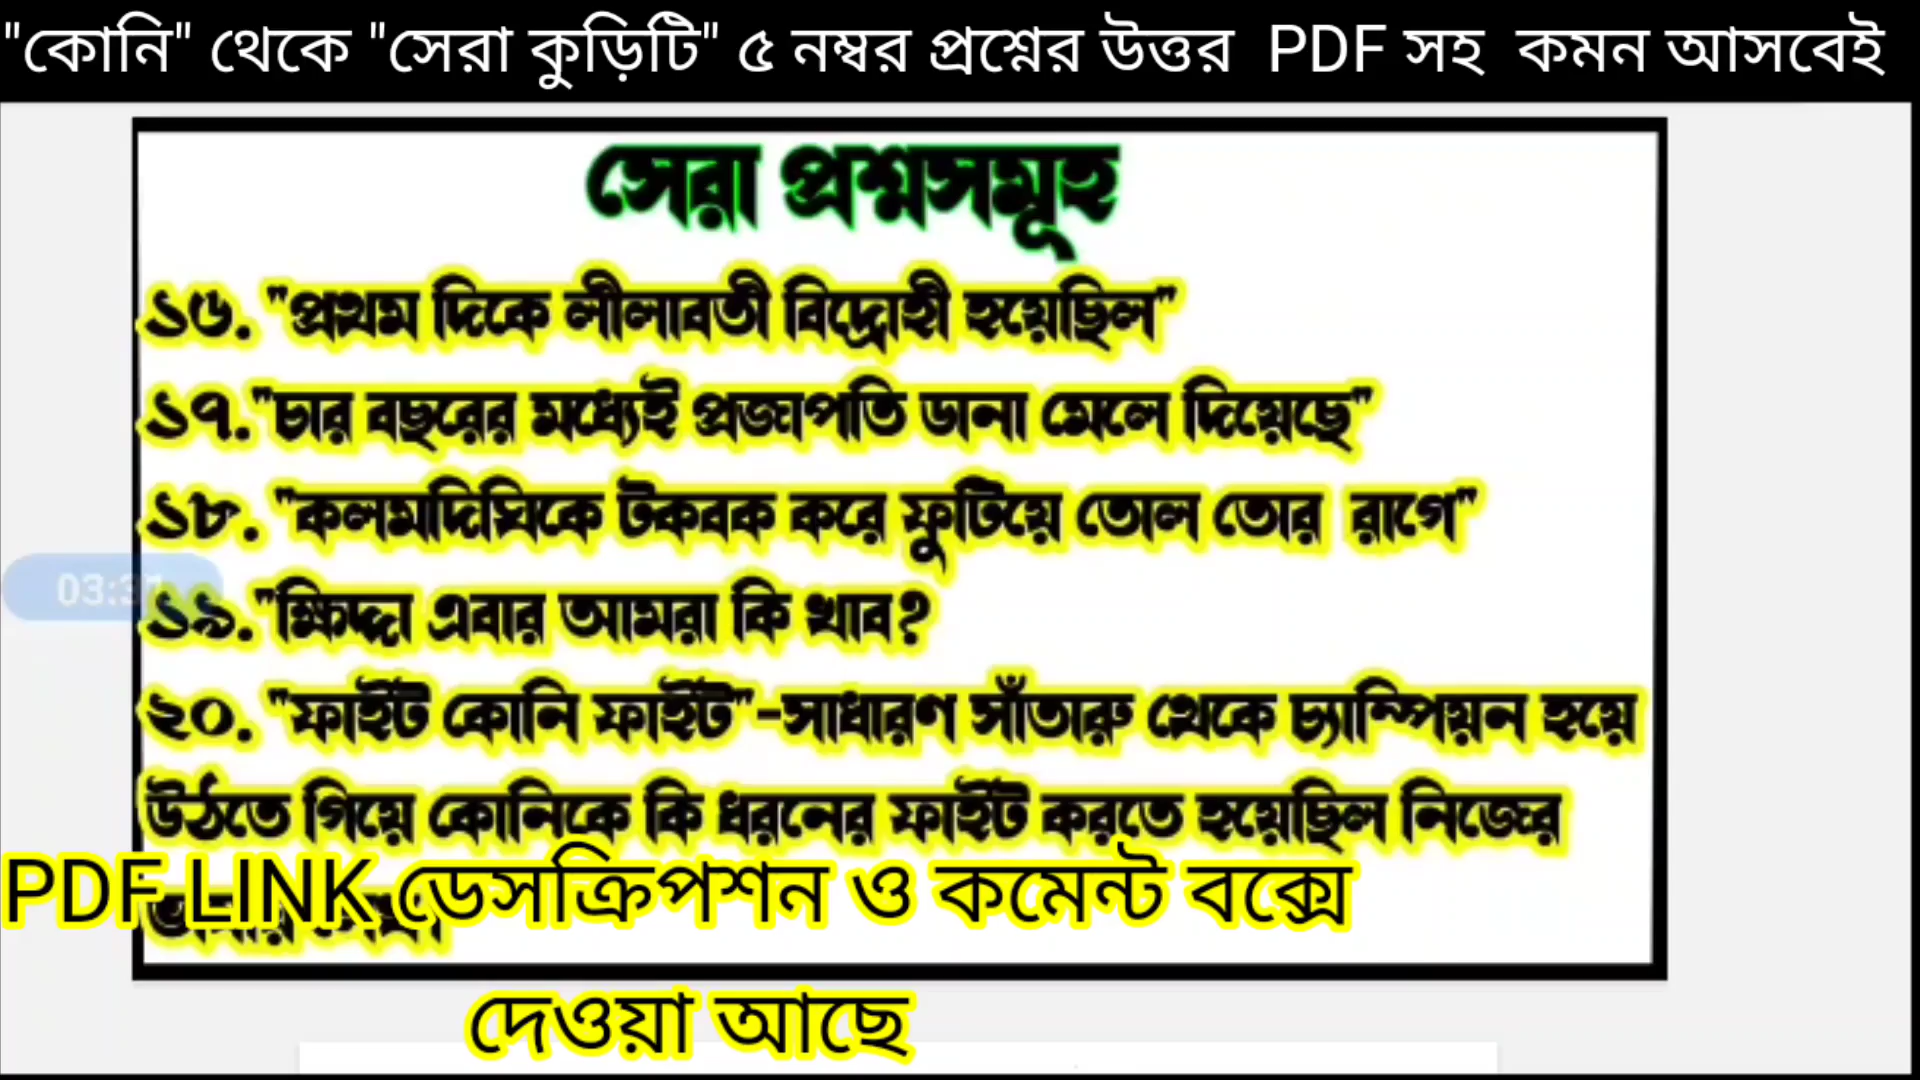 "কোনি" থেকে "সেরা কুড়িটি" ৫ নম্বর প্রশ্নের উত্তর PDF সহ কমন আসবেই
সেরা প্রশ্নসমূহ
১৬. "প্রথম দিকে লীলাবতী বিদ্রোহী হয়েছিল"
১৭."চার বছরের মধ্যেই প্রজাপতি ডানা মেলে দিয়েছে"
১৮. "কলমদিঘিকে টকবক করে ফুটিয়ে তোল তোর রাগে"
১৯. "ক্ষিদ্দা এবার আমরা কি খাব?
২০. "ফাইট কোনি ফাইট"-সাধারণ সাঁতারু থেকে চ্যাম্পিয়ন হয়ে
উঠতে গিয়ে কোনিকে কি ধরনের ফাইট করতে হয়েছিল নিজের
PDF LINK ডেসক্রিপশন ও কমেন্ট বক্সে
দেওয়া আছে